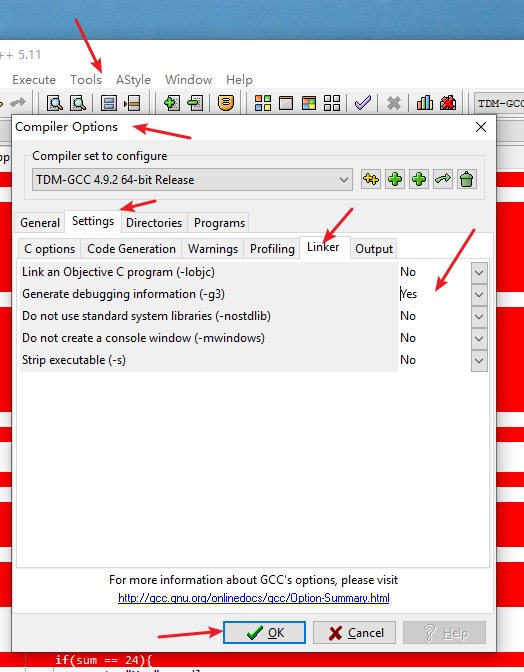 ++ 5.11
Execute Tools AStyle Window Help
TDM-GCC
Compiler Options
Compiler set to configure
TDM-GCC 4.9.2 64-bit Release
General Settings Directories Programs
C options Code Generation Warnings Profiling Linker Output
Link an Objective C program (-lobjc) No
Generate debugging information (-g3) Yes
Do not use standard system libraries (-nostdlib) No
Do not create a console window (-mwindows) No
Strip executable (-s) No
For more information about GCC's options, please visit
http://gcc.gnu.org/onlinedocs/gcc/Option-Summary.html
OK Cancel Help
if(sum == 24){